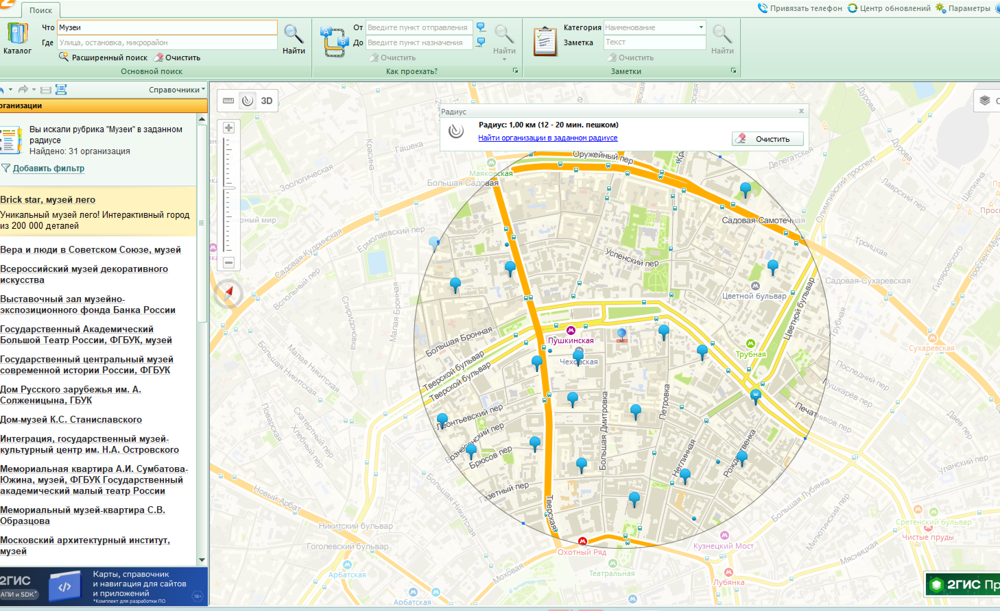 Поиск
Привязать телефон
Центр обновлений
Параметры
Каталог
Что
Музеи
Где
Улица, остановка, микрорайон
Расширенный поиск
Очистить
Найти
Основной поиск
От
Введите пункт отправления
До
Введите пункт назначения
Очистить
Найти
Как проехать?
Категория
Наименование
Заметка
Текст
Очистить
Найти
Заметки
Справочники
рганизации
Вы искали рубрика "Музеи" в заданном
радиусе
Найдено: 31 организация
Добавить фильтр
Brick star, музей лего
Уникальный музей лего! Интерактивный город
из 200 000 деталей
Вера и люди в Советском Союзе, музей
Всероссийский музей декоративного
искусства
Выставочный зал музейно-
экспозиционного фонда Банка России
Государственный Академический
Большой Театр России, ФГБУК, музей
Государственный центральный музей
современной истории России, ФГБУК
Дом Русского зарубежья им. А.
Солженицына, ГБУК
Дом-музей К.С. Станиславского
Интеграция, государственный музей-
культурный центр им. Н.А. Островского
Мемориальная квартира А.И. Сумбатова-
Южина, музей, ФГБУК Государственный
академический малый театр России
Мемориальный музей-квартира С.В.
Образцова
Московский архитектурный институт,
музей
2ГИС
АПИ и SDK*
Карты, справочник
и навигация для сайтов
и приложений
*Комплект для разработки ПО
18+
3D
Радиус
x
Радиус: 1,00 км (12 - 20 мин. пешком)
Найти организации в заданном радиусе
Очистить
Дурова
Дурова
Красина
Гашека
Зоологическая
Оружейный пер
Маяковская
Большая Садовая
Делегатская
Олимпийский проспект
Лаврский пер
Щепкина
Садовая-Самотечная
Ермолаевский пер
Садовая-Кудринская
Троицкая
Гиляровского
Успенский пер
Вспольный пер
Спиридоновка
Малая Бронная
Цветной бульвар
Цветной бульвар
Садовая-Сухаревская
Трубная
Большая Бронная
Пушкинская
Чеховская
Трубная
Сухаревская
Малая Никитская
Большая Никитская
Тверской бульвар
Тверской бульвар
Последний пер
Пушкарёв пер
Печатников пер
Даев пер
Уланский пер
Поварская
Скатертный пер
Хлебный пер
Леонтьевский пер
Вознесенский пер
Брюсов пер
Газетный пер
Большая Дмитровка
Петровка
Неглинная
Рождественка
Тверская
Новый Арбат
Большая Никитская
Никитский бульвар
Гоголевский бульвар
Большая Лубянка
Милютинский пер
Мясницкая
Сретенский бульвар
Чистые пруды
Кузнецкий Мост
Охотный Ряд
Театральная
Моховая
Лубянка
Арбатская
Арбатская
2ГИС Пр